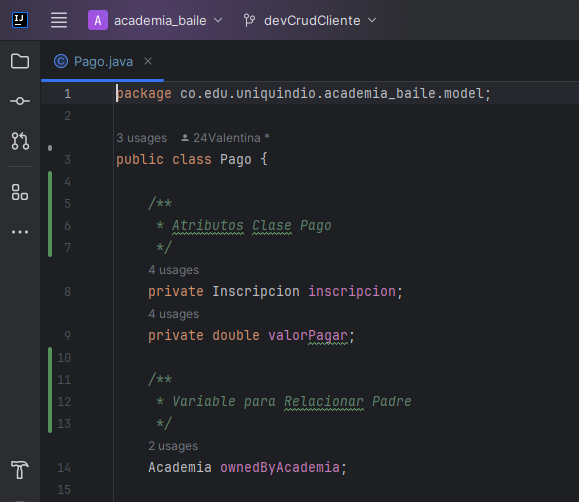 IJ
A academia_baile devCrudCliente
Pago.java
1 package co.edu.uniquindio.academia_baile.model;
2
3 usages 24Valentina *
3 public class Pago {
4
5 /**
6 * Atributos Clase Pago
7 */
4 usages
8 private Inscripcion inscripcion;
4 usages
9 private double valorPagar;
10
11 /**
12 * Variable para Relacionar Padre
13 */
2 usages
14 Academia ownedByAcademia;
15